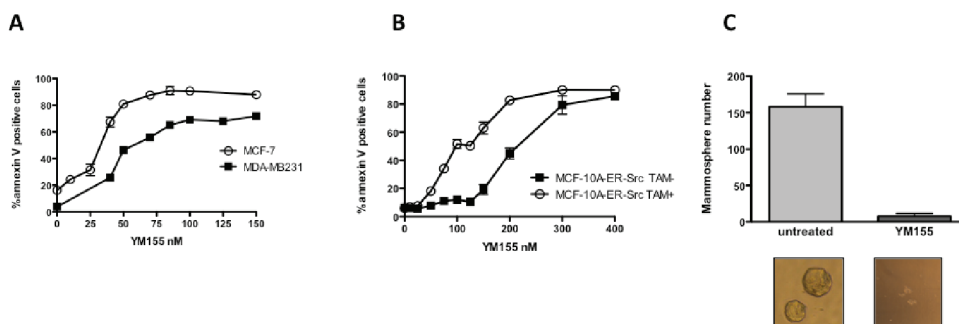 A
%annexin V positive cells
100
80
60
40
20
0
MCF-7
MDA-MB231
0 25 50 75 100 125 150
YM155 nM
B
%annexin V positive cells
100
80
60
40
20
0
MCF-10A-ER-Src TAM-
MCF-10A-ER-Src TAM+
0 100 200 300 400
YM155 nM
C
Mammosphere number
200
150
100
50
0
untreated YM155